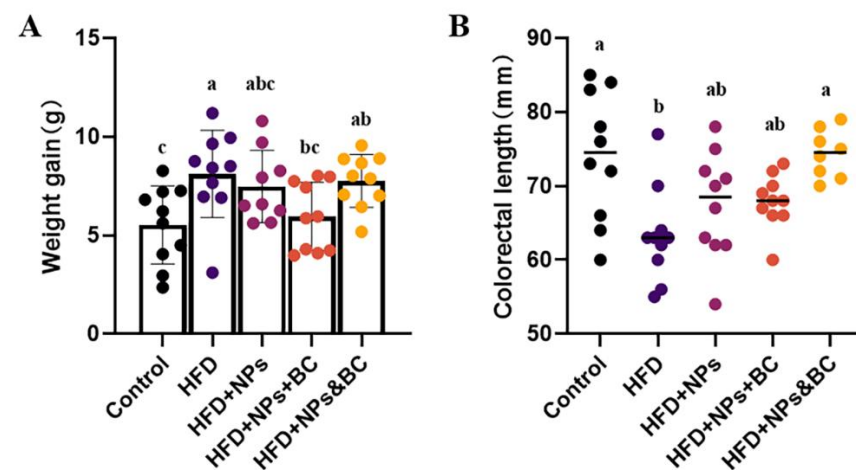 A
Weight gain(g)
15
10
5
0
c
a
abc
bc
ab
Control
HFD
HFD+NPs
HFD+NPs+BC
HFD+NPs&BC
B
Colorectal length(mm)
90
80
70
60
50
a
b
ab
ab
a
Control
HFD
HFD+NPs
HFD+NPs+BC
HFD+NPs&BC